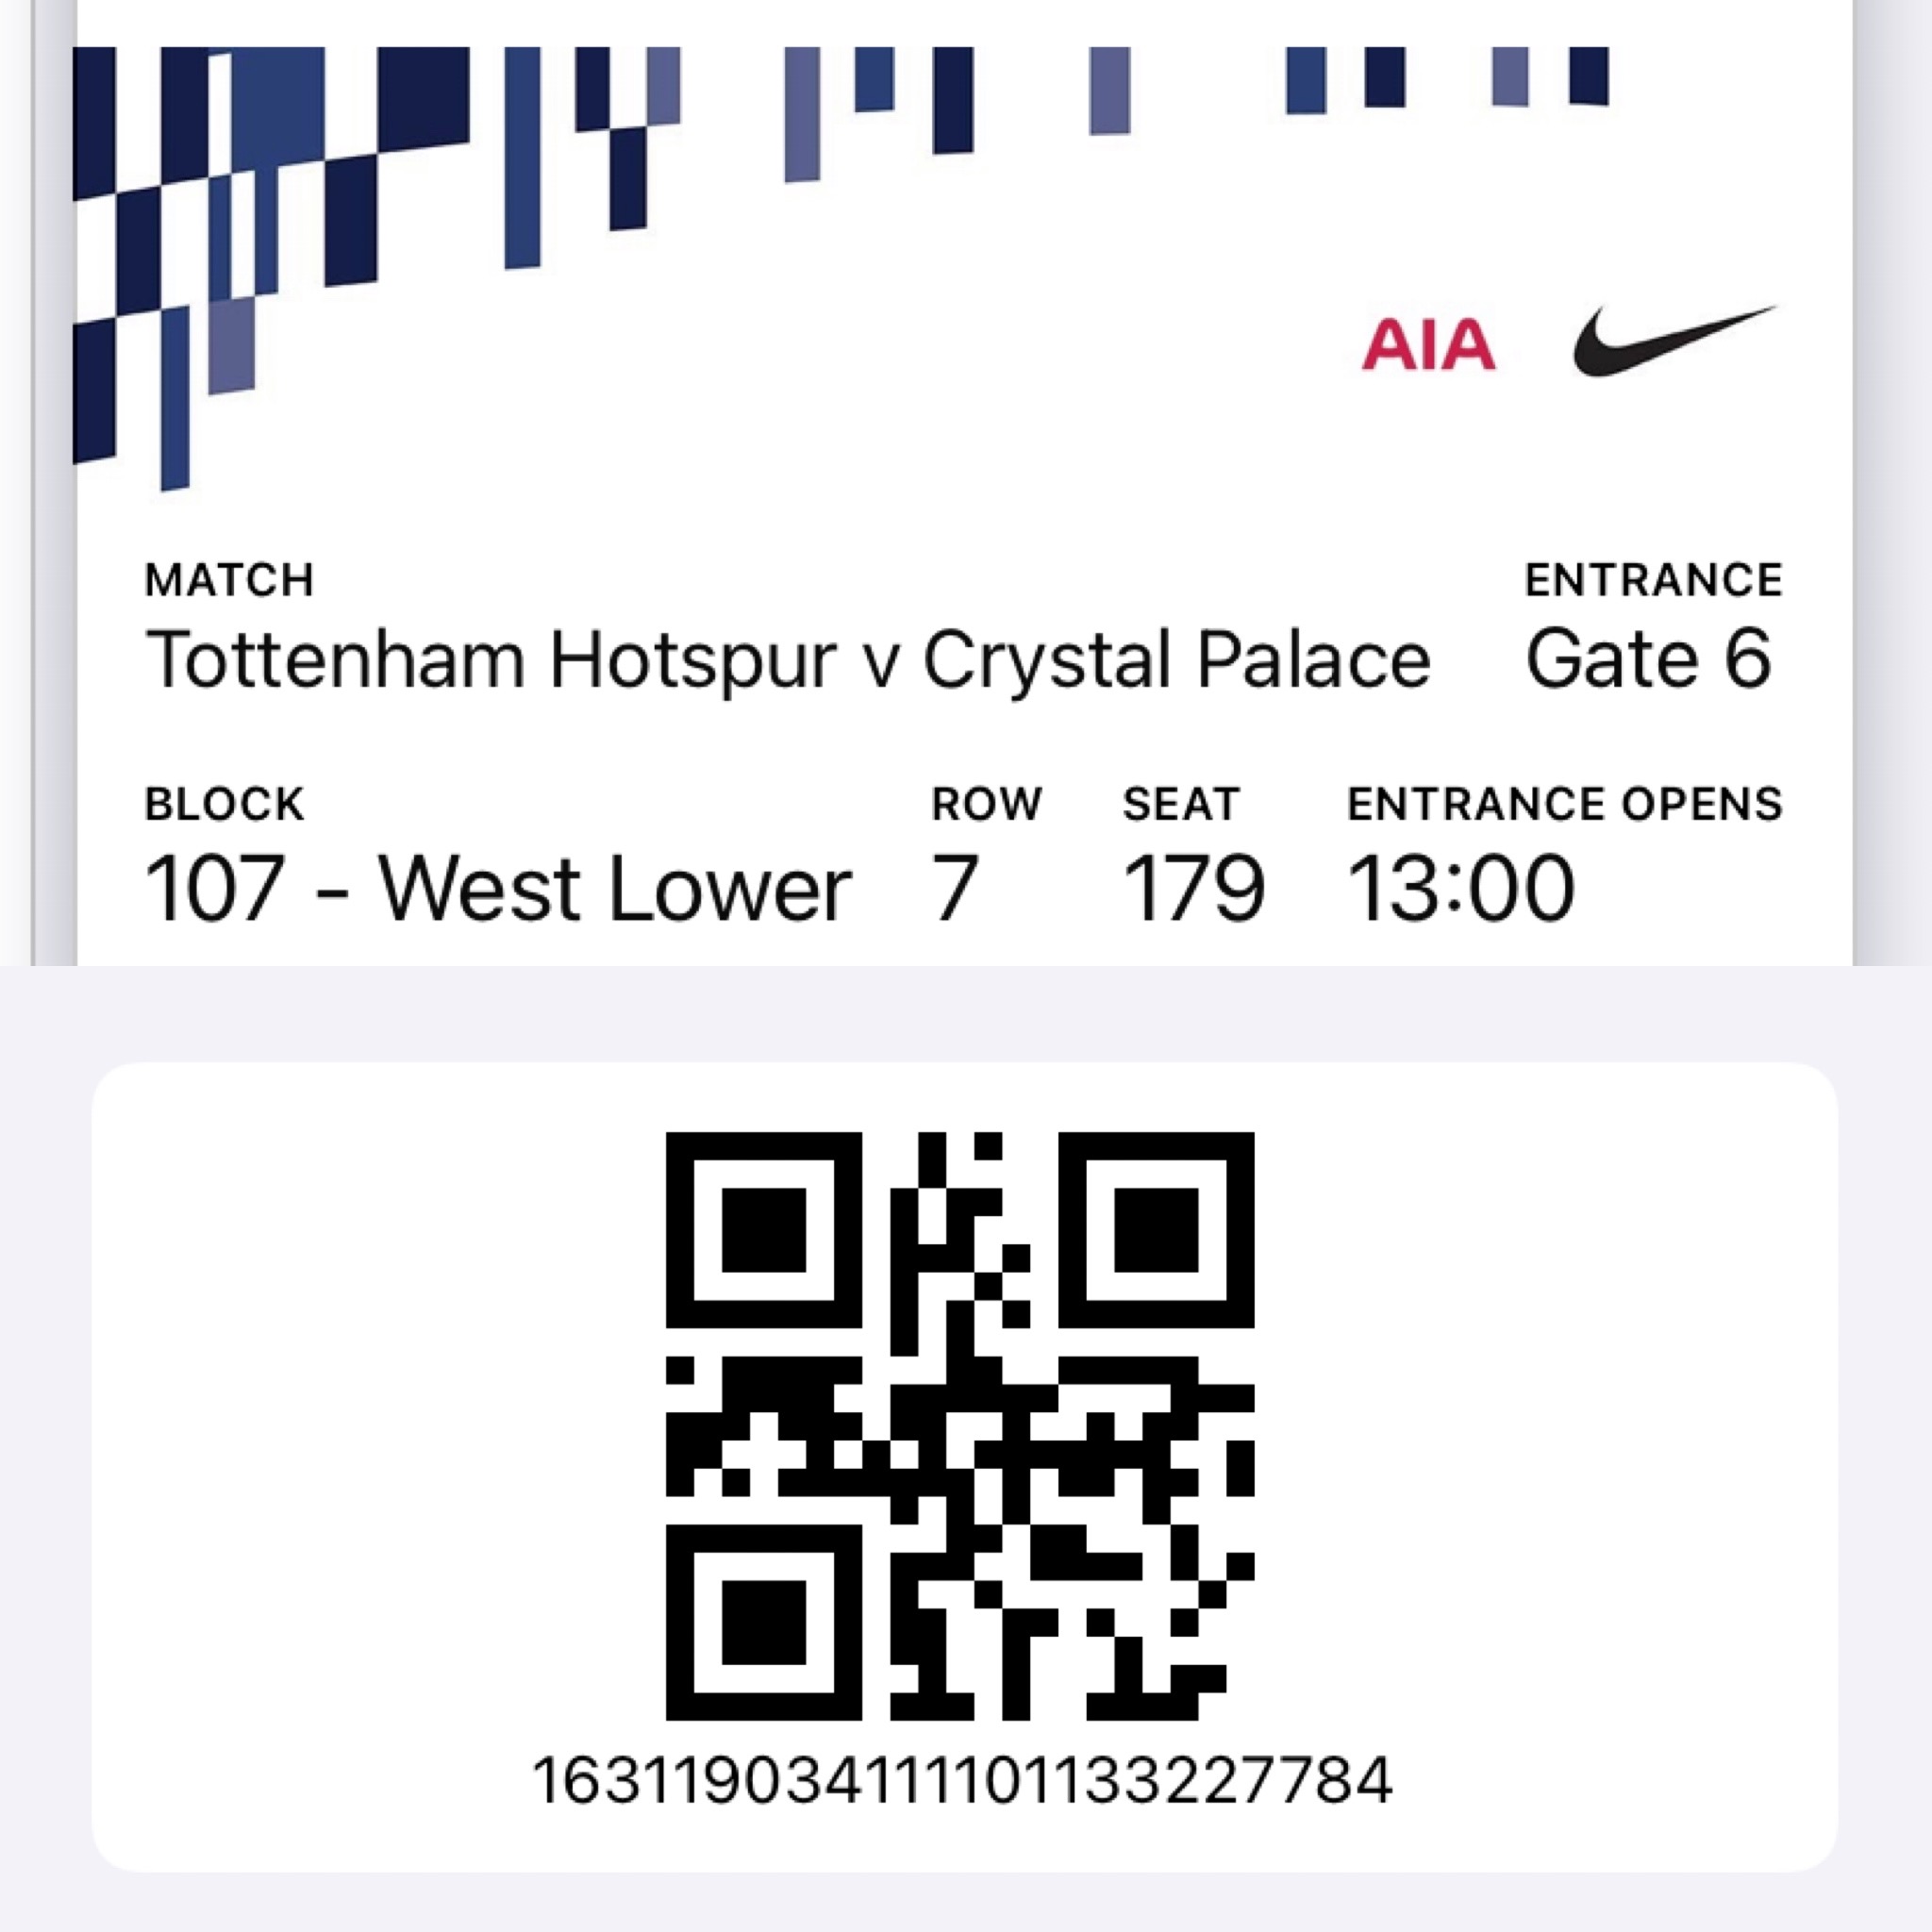 AIA
MATCH ENTRANCE
Tottenham Hotspur v Crystal Palace Gate 6
BLOCK ROW SEAT ENTRANCE OPENS
107 - West Lower 7 179 13:00
163119034111101133227784